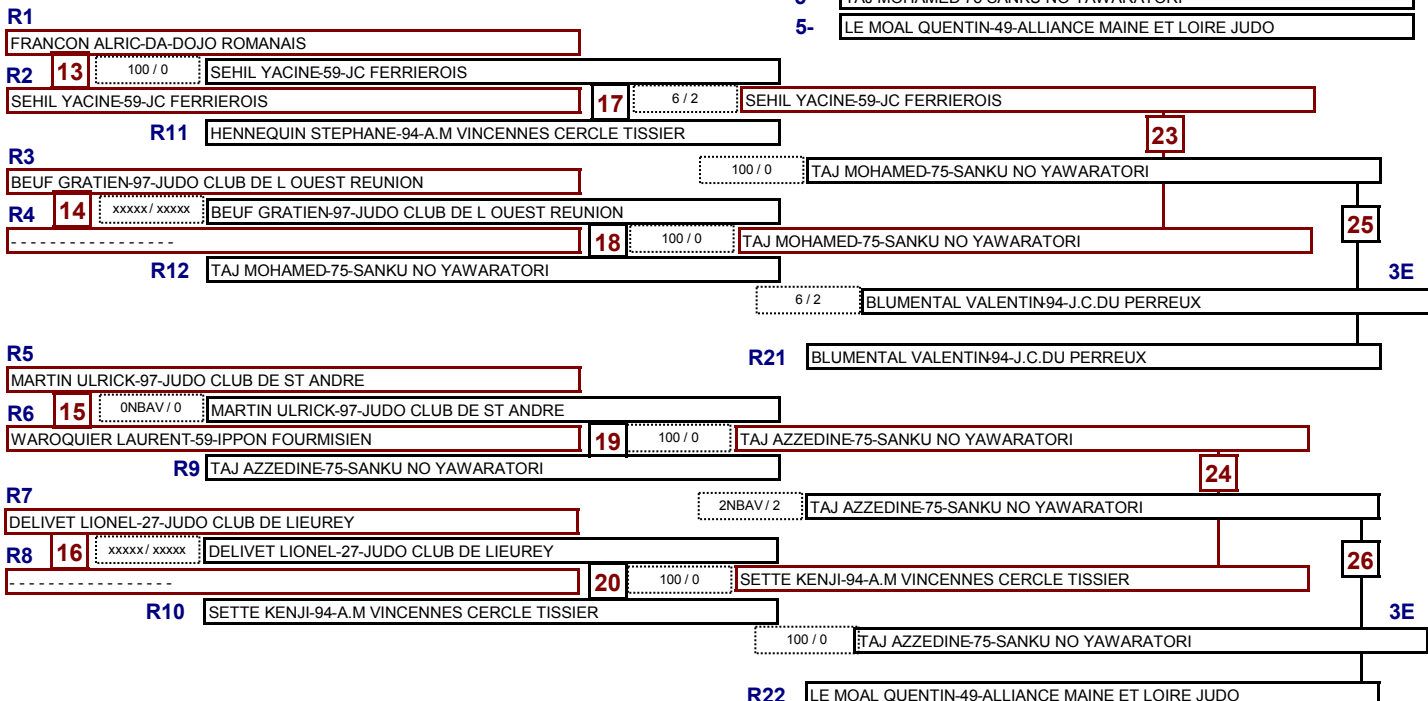 TAJ MOHAMED-75-SANKU NO YAWARATORI
R1
5- LE MOAL QUENTIN-49-ALLIANCE MAINE ET LOIRE JUDO
FRANCON ALRIC-DA-DOJO ROMANAIS
R2 13 100 / 0 SEHIL YACINE-59-JC FERRIEROIS
SEHIL YACINE-59-JC FERRIEROIS 17 6 / 2 SEHIL YACINE-59-JC FERRIEROIS
R11 HENNEQUIN STEPHANE-94-A.M VINCENNES CERCLE TISSIER 23
R3
100 / 0 TAJ MOHAMED-75-SANKU NO YAWARATORI
BEUF GRATIEN-97-JUDO CLUB DE L OUEST REUNION
R4 14 xxxxx / xxxxx BEUF GRATIEN-97-JUDO CLUB DE L OUEST REUNION 25
- - - - - - - - - - - - - - - - - 18 100 / 0 TAJ MOHAMED-75-SANKU NO YAWARATORI
R12 TAJ MOHAMED-75-SANKU NO YAWARATORI 3E
6 / 2 BLUMENTAL VALENTIN-94-J.C.DU PERREUX
R5 R21 BLUMENTAL VALENTIN-94-J.C.DU PERREUX
MARTIN ULRICK-97-JUDO CLUB DE ST ANDRE
R6 15 0NBAV / 0 MARTIN ULRICK-97-JUDO CLUB DE ST ANDRE
WAROQUIER LAURENT-59-IPPON FOURMISIEN 19 100 / 0 TAJ AZZEDINE-75-SANKU NO YAWARATORI
R9 TAJ AZZEDINE-75-SANKU NO YAWARATORI 24
R7
2NBAV / 2 TAJ AZZEDINE-75-SANKU NO YAWARATORI
DELIVET LIONEL-27-JUDO CLUB DE LIEUREY
R8 16 xxxxx / xxxxx DELIVET LIONEL-27-JUDO CLUB DE LIEUREY 26
- - - - - - - - - - - - - - - - - 20 100 / 0 SETTE KENJI-94-A.M VINCENNES CERCLE TISSIER
R10 SETTE KENJI-94-A.M VINCENNES CERCLE TISSIER 3E
100 / 0 TAJ AZZEDINE-75-SANKU NO YAWARATORI
R22 LE MOAL QUENTIN-49-ALLIANCE MAINE ET LOIRE JUDO